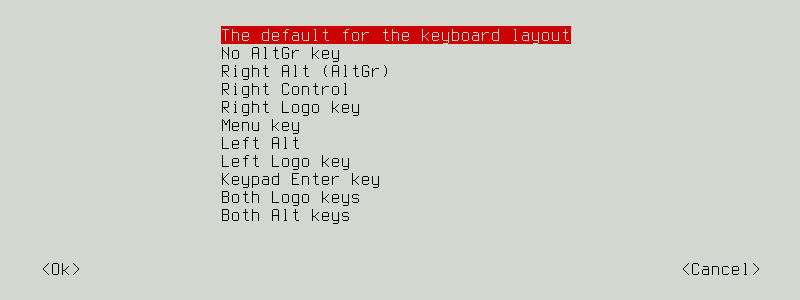 The default for the keyboard layout
No AltGr key
Right Alt (AltGr)
Right Control
Right Logo key
Menu key
Left Alt
Left Logo key
Keypad Enter key
Both Logo keys
Both Alt keys
<Ok> <Cancel>